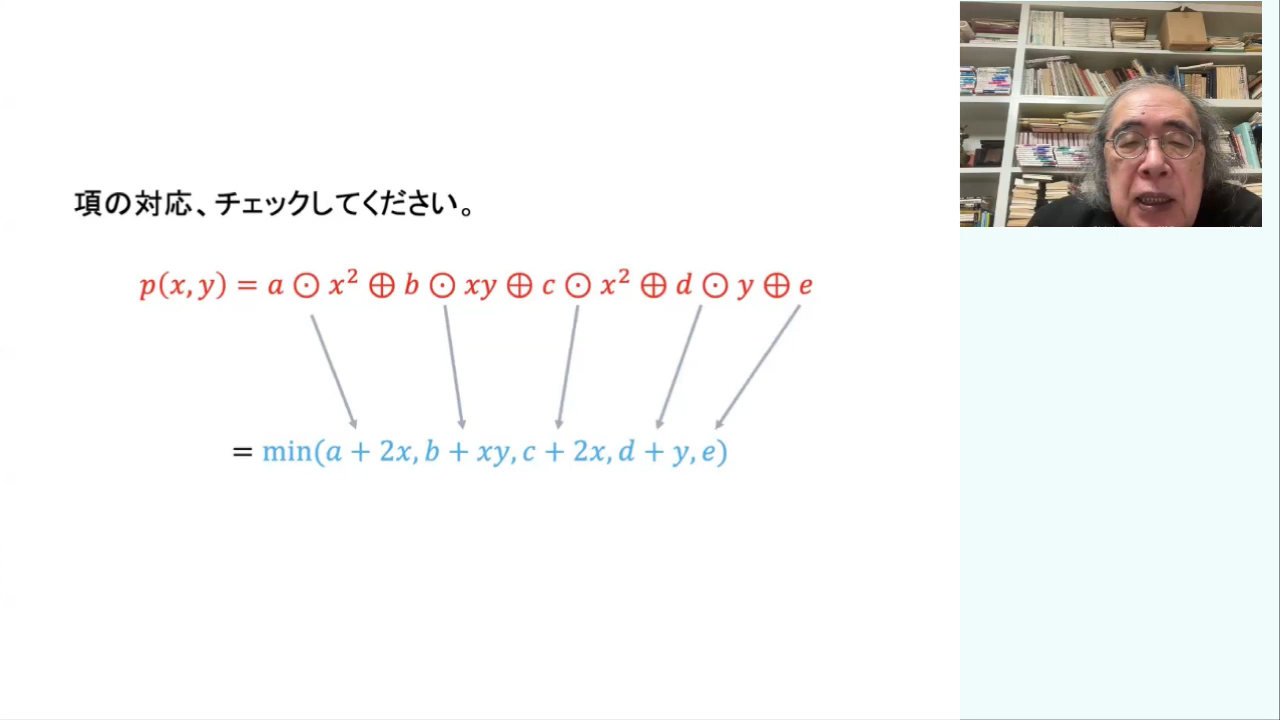 項の対応、チェックしてください。
p(x, y) = a ⊙ x² ⊕ b ⊙ xy ⊕ c ⊙ x² ⊕ d ⊙ y ⊕ e
= min(a + 2x, b + xy, c + 2x, d + y, e)